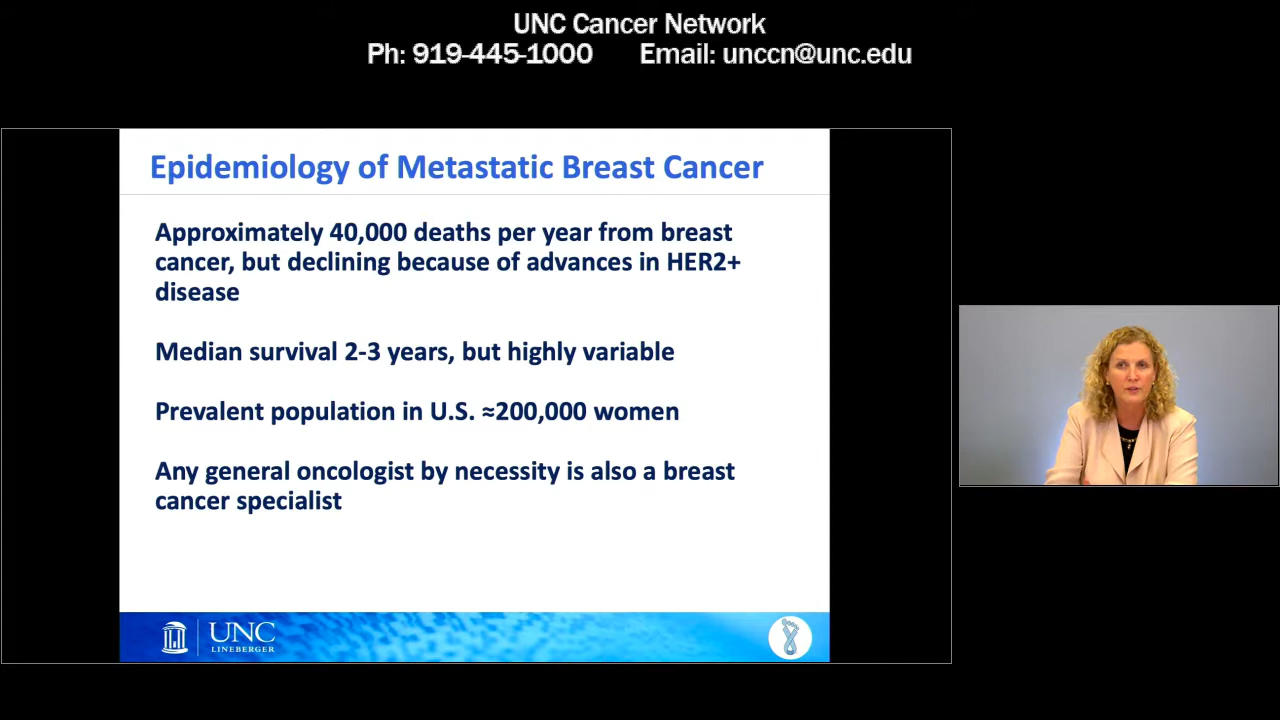 UNC Cancer Network
Ph: 919-445-1000 Email: unccn@unc.edu
Epidemiology of Metastatic Breast Cancer
Approximately 40,000 deaths per year from breast
cancer, but declining because of advances in HER2+
disease
Median survival 2-3 years, but highly variable
Prevalent population in U.S. ≈200,000 women
Any general oncologist by necessity is also a breast
cancer specialist
UNC
LINEBERGER